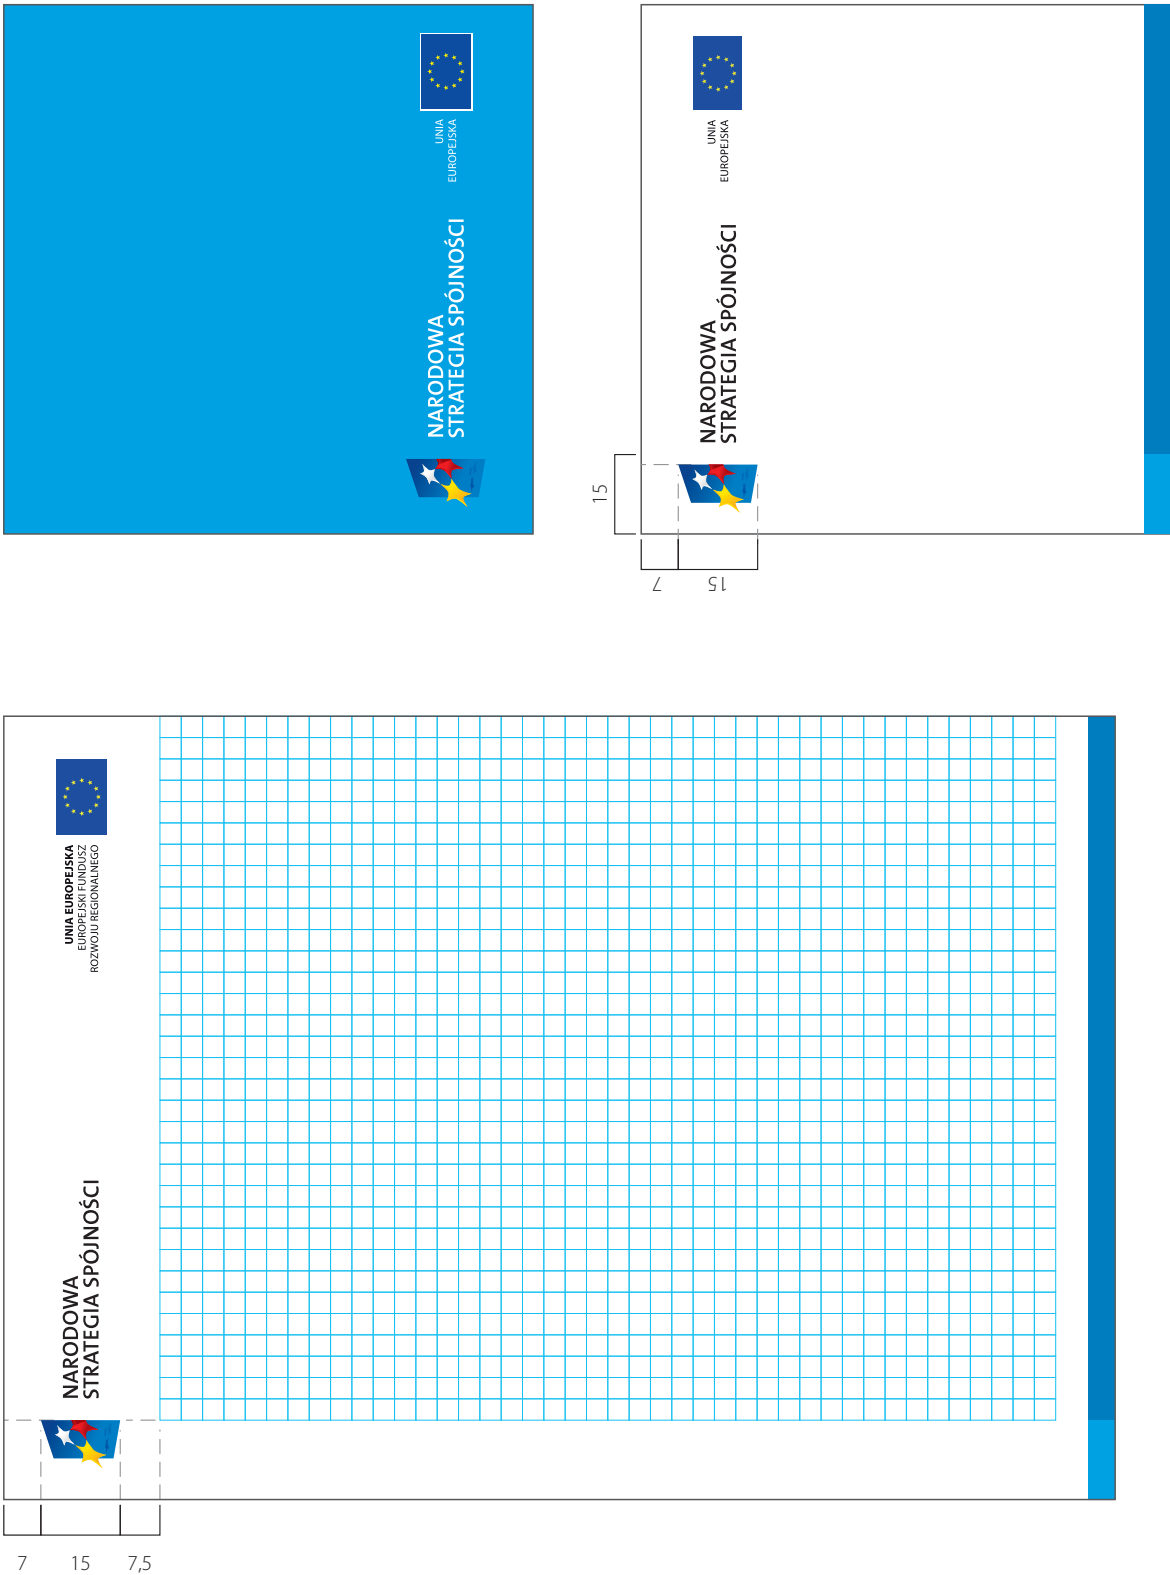 UNIA
EUROPEJSKA
NARODOWA
STRATEGIA SPÓJNOŚCI
UNIA
EUROPEJSKA
NARODOWA
STRATEGIA SPÓJNOŚCI
15
7
15
UNIA EUROPEJSKA
EUROPEJSKI FUNDUSZ
ROZWOJU REGIONALNEGO
NARODOWA
STRATEGIA SPÓJNOŚCI
7
15
7,5